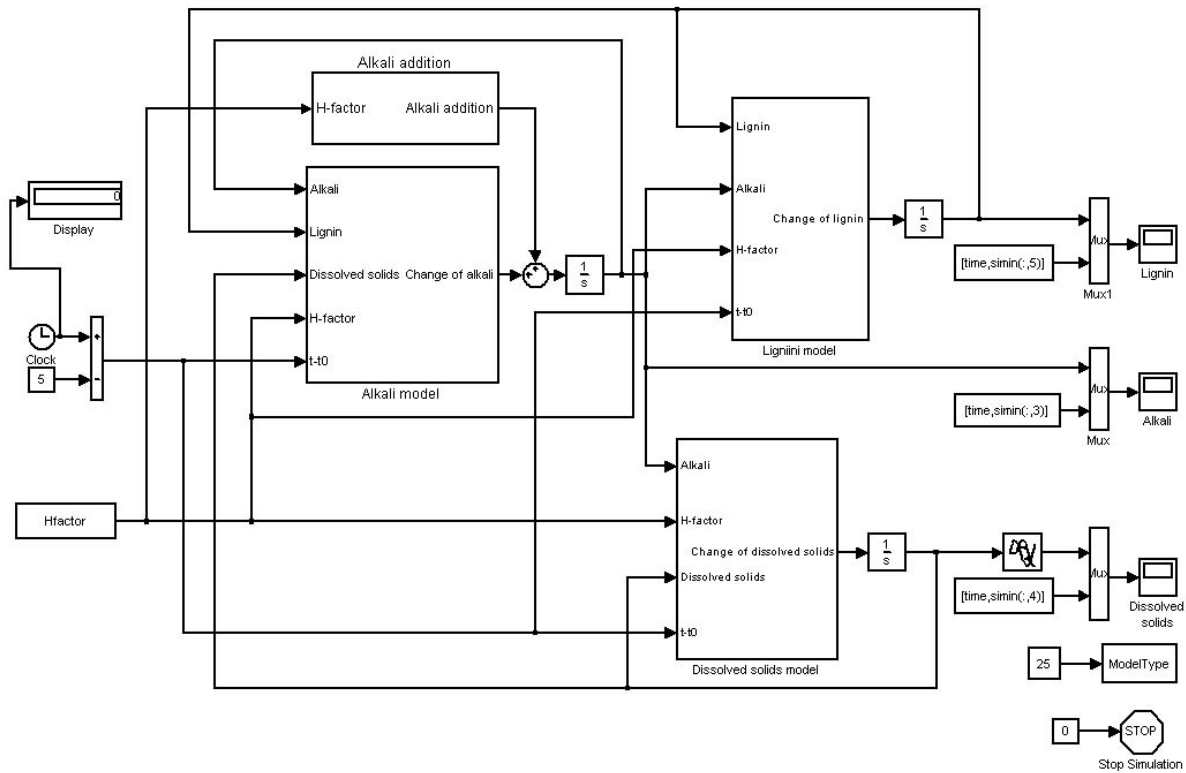 Alkali addition
H-factor
Alkali addition
Lignin
Alkali
Change of lignin
H-factor
t-t0
Ligniini model
1
s
Alkali
Lignin
Dissolved solids
Change of alkali
H-factor
t-t0
Alkali model
1
s
0
Display
Clock
5
[time,simin(:,5)]
Mux
Mux1
Lignin
[time,simin(:,3)]
Mux
Mux
Alkali
Hfactor
Alkali
H-factor
Change of dissolved solids
Dissolved solids
t-t0
Dissolved solids model
1
s
[time,simin(:,4)]
Mux
Dissolved
solids
25
ModelType
0
STOP
Stop Simulation